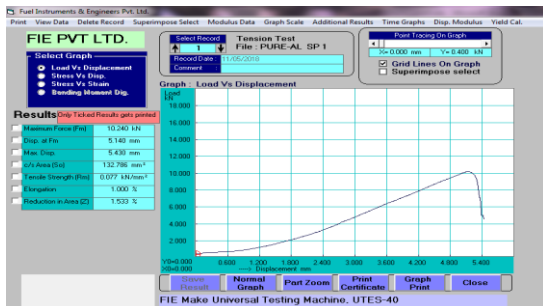 Fuel Instruments & Engineers Pvt. Ltd.
Print View Data Delete Record Superimpose Select Modulus Data Graph Scale Additional Results Time Graphs Disp. Modulus Yield Cal.
FIE PVT LTD.
Select Graph
Load Vs Displacement
Stress Vs Disp.
Stress Vs Strain
Bending Moment Dig.
Select Record
1
Tension Test
File : PURE-AL SP 1
Record Date : 11/05/2018
Comment :
Point Tracing On Graph
X= 0.000 mm Y= 0.400 kN
Grid Lines On Graph
Superimpose select
Results Only Ticked Results gets printed
Maximum Force (Fm) 10.240 kN
Disp. at Fm 5.140 mm
Max. Disp. 5.430 mm
c/s Area (So) 132.786 mm²
Tensile Strength (Rm) 0.077 kN/mm²
Elongation 1.000 %
Reduction in Area (Z) 1.533 %
Graph : Load Vs Displacement
Load
kN
18.000
16.000
14.000
12.000
10.000
8.000
6.000
4.000
2.000
Y0=0.000
X0=0.000
0.600 1.200 1.800 2.400 3.000 3.600 4.200 4.800 5.400
---> Displacement mm
Save Result
Normal Graph
Part Zoom
Print Certificate
Graph Print
Close
FIE Make Universal Testing Machine, UTES-40